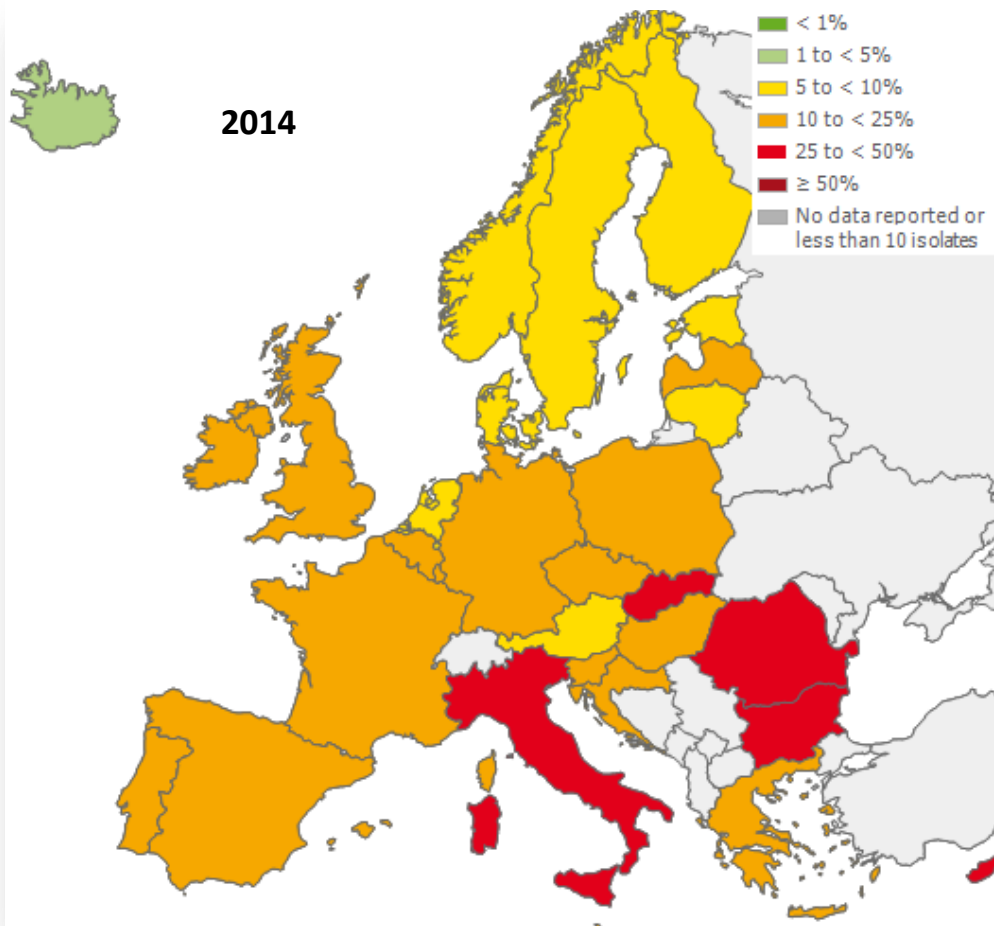 2014
< 1%
1 to < 5%
5 to < 10%
10 to < 25%
25 to < 50%
≥ 50%
No data reported or
less than 10 isolates